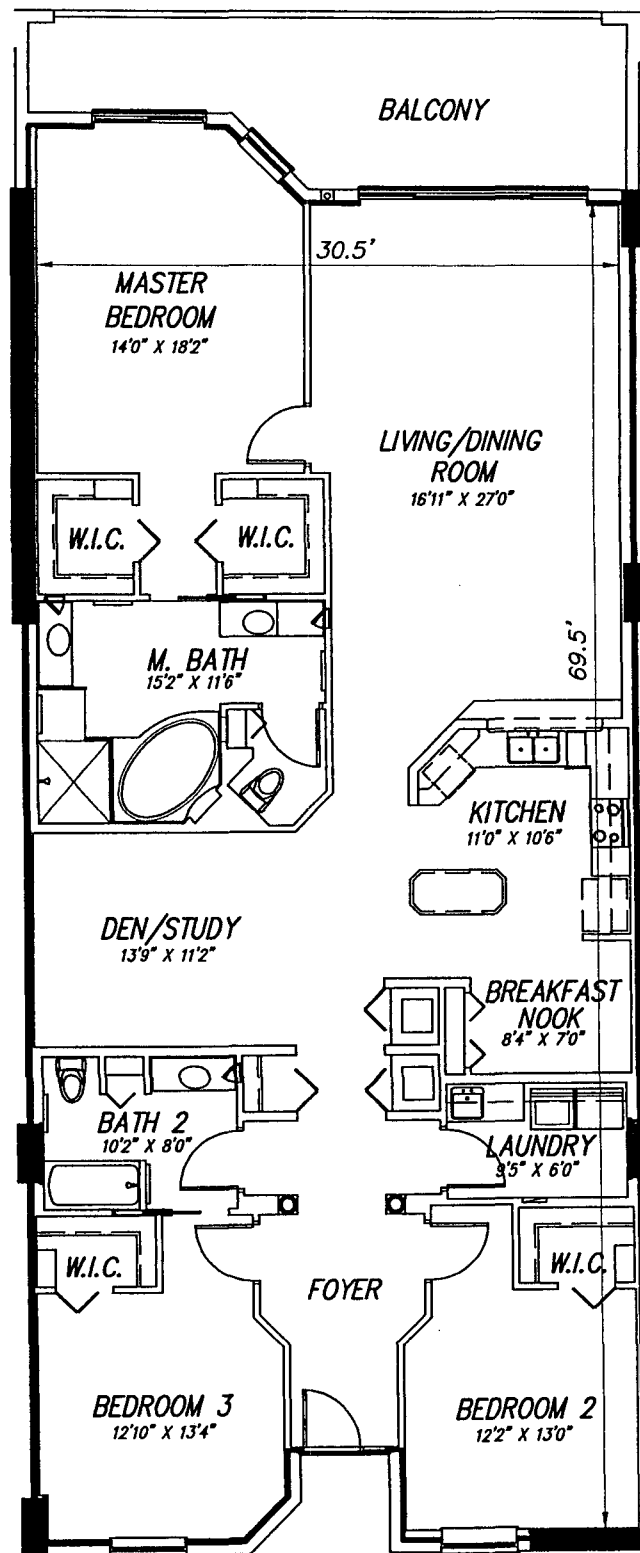 BALCONY
30.5'
MASTER
BEDROOM
14'0" X 18'2"
LIVING/DINING
ROOM
16'11" X 27'0"
W.I.C.
W.I.C.
69.5'
M. BATH
15'2" X 11'6"
KITCHEN
11'0" X 10'6"
DEN/STUDY
13'9" X 11'2"
BREAKFAST
NOOK
8'4" X 7'0"
BATH 2
10'2" X 8'0"
LAUNDRY
9'5" X 6'0"
W.I.C.
FOYER
W.I.C.
BEDROOM 3
12'10" X 13'4"
BEDROOM 2
12'2" X 13'0"